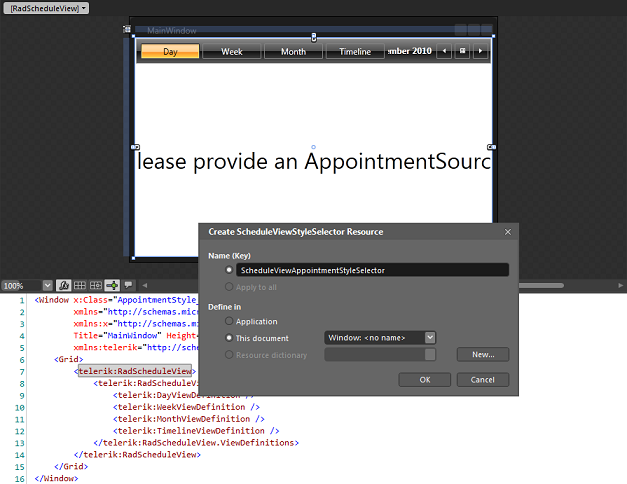 [RadScheduleView]
MainWindow
Day Week Month Timeline mber 2010
lease provide an AppointmentSourc
Create ScheduleViewStyleSelector Resource
Name (Key)
ScheduleViewAppointmentStyleSelector
Apply to all
Define in
Application
This document Window: <no name>
Resource dictionary New...
OK Cancel
100%
1 <Window x:Class="AppointmentStyle_
2 xmlns="http://schemas.micr
3 xmlns:x="http://schemas.mi
4 Title="MainWindow" Height=
5 xmlns:telerik="http://sche
6 <Grid>
7 <telerik:RadScheduleView>
8 <telerik:RadScheduleVi
9 <telerik:DayViewDefinition />
10 <telerik:WeekViewDefinition />
11 <telerik:MonthViewDefinition />
12 <telerik:TimelineViewDefinition />
13 </telerik:RadScheduleView.ViewDefinitions>
14 </telerik:RadScheduleView>
15 </Grid>
16 </Window>